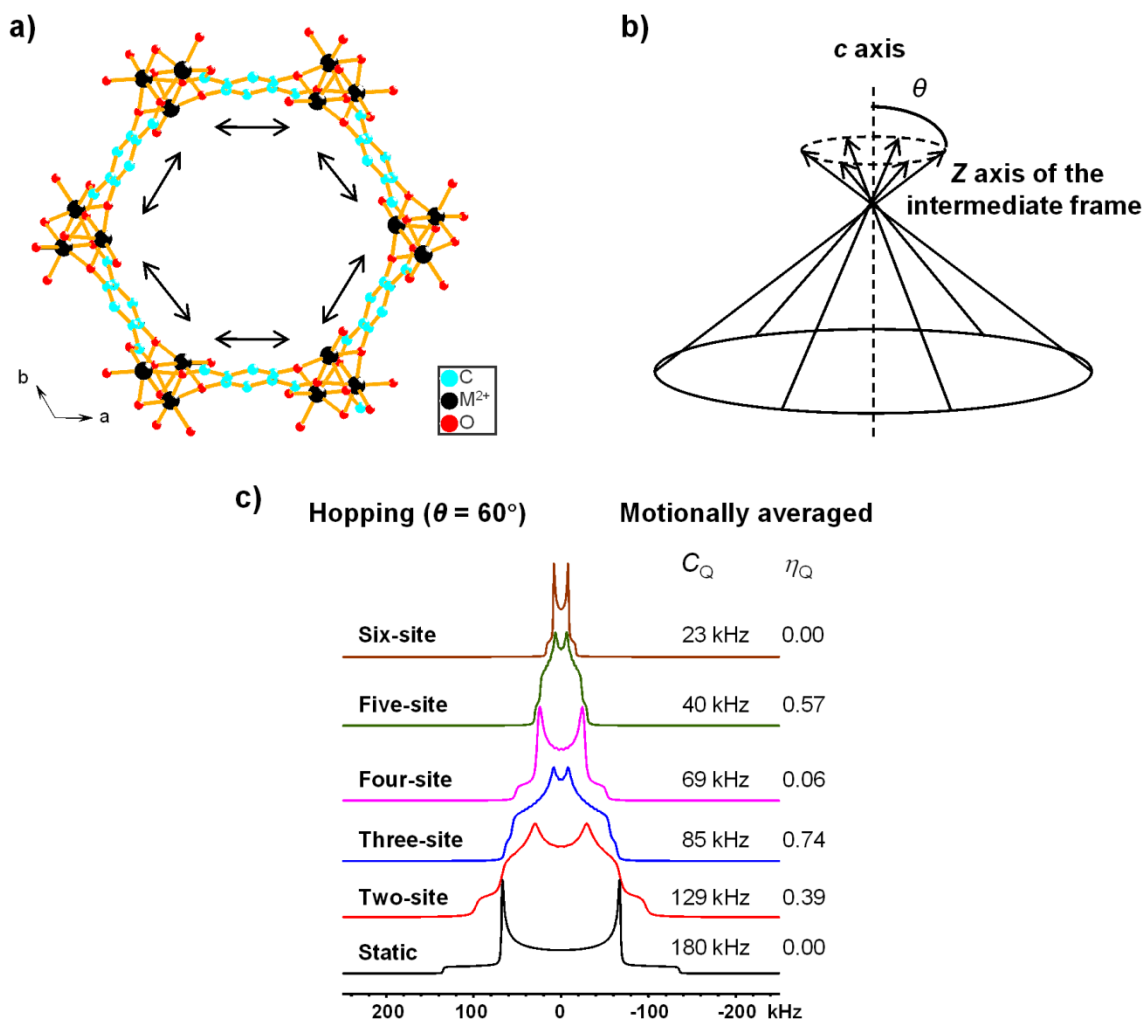 a)
b
a
C
M²⁺
O
b)
c axis
θ
Z axis of the
intermediate frame
c)
Hopping (θ = 60°) Motionally averaged
C_Q η_Q
Six-site 23 kHz 0.00
Five-site 40 kHz 0.57
Four-site 69 kHz 0.06
Three-site 85 kHz 0.74
Two-site 129 kHz 0.39
Static 180 kHz 0.00
200 100 0 -100 -200 kHz